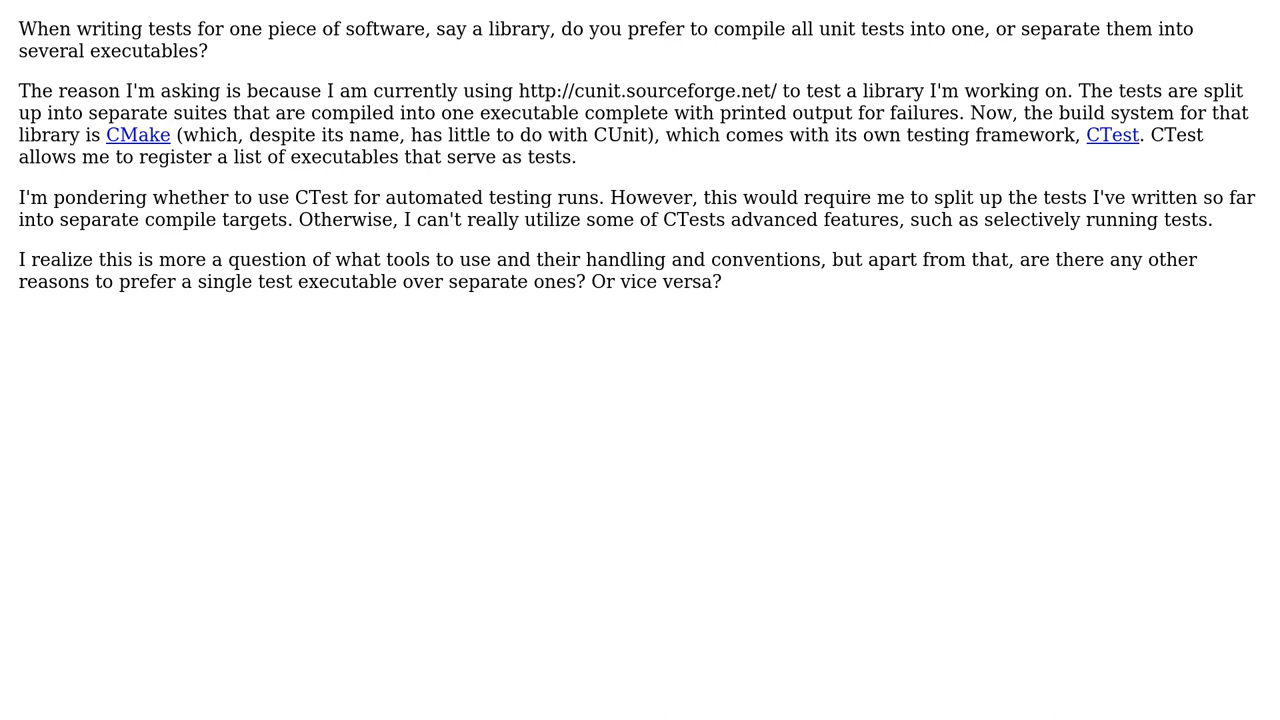 When writing tests for one piece of software, say a library, do you prefer to compile all unit tests into one, or separate them into
several executables?
The reason I'm asking is because I am currently using http://cunit.sourceforge.net/ to test a library I'm working on. The tests are split
up into separate suites that are compiled into one executable complete with printed output for failures. Now, the build system for that
library is CMake (which, despite its name, has little to do with CUnit), which comes with its own testing framework, CTest. CTest
allows me to register a list of executables that serve as tests.
I'm pondering whether to use CTest for automated testing runs. However, this would require me to split up the tests I've written so far
into separate compile targets. Otherwise, I can't really utilize some of CTests advanced features, such as selectively running tests.
I realize this is more a question of what tools to use and their handling and conventions, but apart from that, are there any other
reasons to prefer a single test executable over separate ones? Or vice versa?